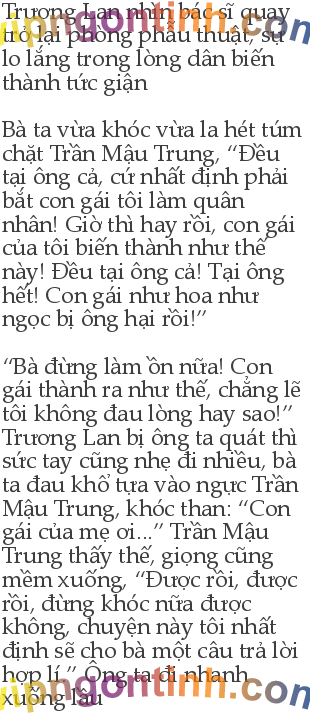 Trương Lan nhìn bác sĩ quay
trở lại phòng phẫu thuật, sự
lo lắng trong lòng dần biến
thành tức giận
Bà ta vừa khóc vừa la hét túm
chặt Trần Mậu Trung, “Đều
tại ông cả, cứ nhất định phải
bắt con gái tôi làm quân
nhân! Giờ thì hay rồi, con gái
của tôi biến thành như thế
này! Đều tại ông cả! Tại ông
hết! Con gái như hoa như
ngọc bị ông hại rồi!”
“Bà đừng làm ồn nữa! Con
gái thành ra như thế, chẳng lẽ
tôi không đau lòng hay sao!”
Trương Lan bị ông ta quát thì
sức tay cũng nhẹ đi nhiều, bà
ta đau khổ tựa vào ngực Trần
Mậu Trung, khóc than: “Con
gái của mẹ ơi...” Trần Mậu
Trung thấy thế, giọng cũng
mềm xuống, “Được rồi, được
rồi, đừng khóc nữa được
không, chuyện này tôi nhất
định sẽ cho bà một câu trả lời
hợp lí.” Ông ta đi nhanh
xuống lầu